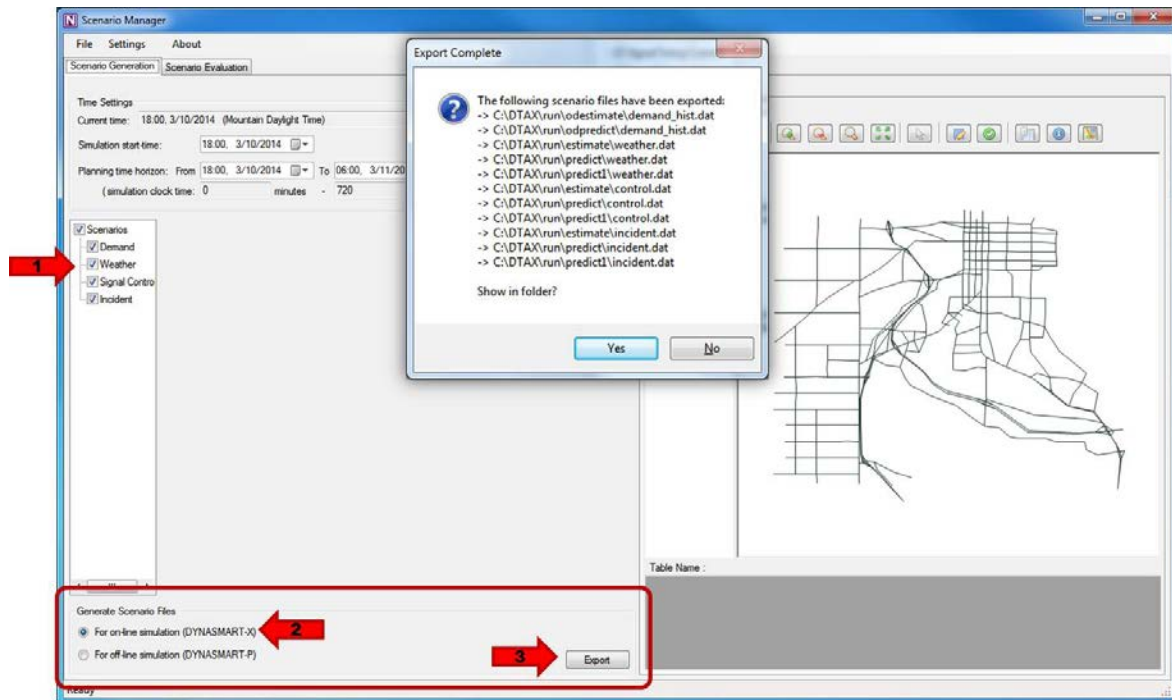 Scenario Manager
File Settings About
Scenario Generation Scenario Evaluation
Time Settings
Current time: 18:00, 3/10/2014 (Mountain Daylight Time)
Simulation start-time: 18:00, 3/10/2014
Planning time horizon: From 18:00, 3/10/2014 To 06:00, 3/11/20
( simulation clock time: 0 minutes - 720
Scenarios
Demand
Weather
Signal Contro
Incident
1
Export Complete
The following scenario files have been exported:
-> C:\DTAX\run\odestimate\demand_hist.dat
-> C:\DTAX\run\odpredict\demand_hist.dat
-> C:\DTAX\run\estimate\weather.dat
-> C:\DTAX\run\predict\weather.dat
-> C:\DTAX\run\predict1\weather.dat
-> C:\DTAX\run\estimate\control.dat
-> C:\DTAX\run\predict\control.dat
-> C:\DTAX\run\predict1\control.dat
-> C:\DTAX\run\estimate\incident.dat
-> C:\DTAX\run\predict\incident.dat
-> C:\DTAX\run\predict1\incident.dat
Show in folder?
Yes No
Table Name :
Generate Scenario Files
For on-line simulation (DYNASMART-X) 2
For off-line simulation (DYNASMART-P)
3 Export
Ready